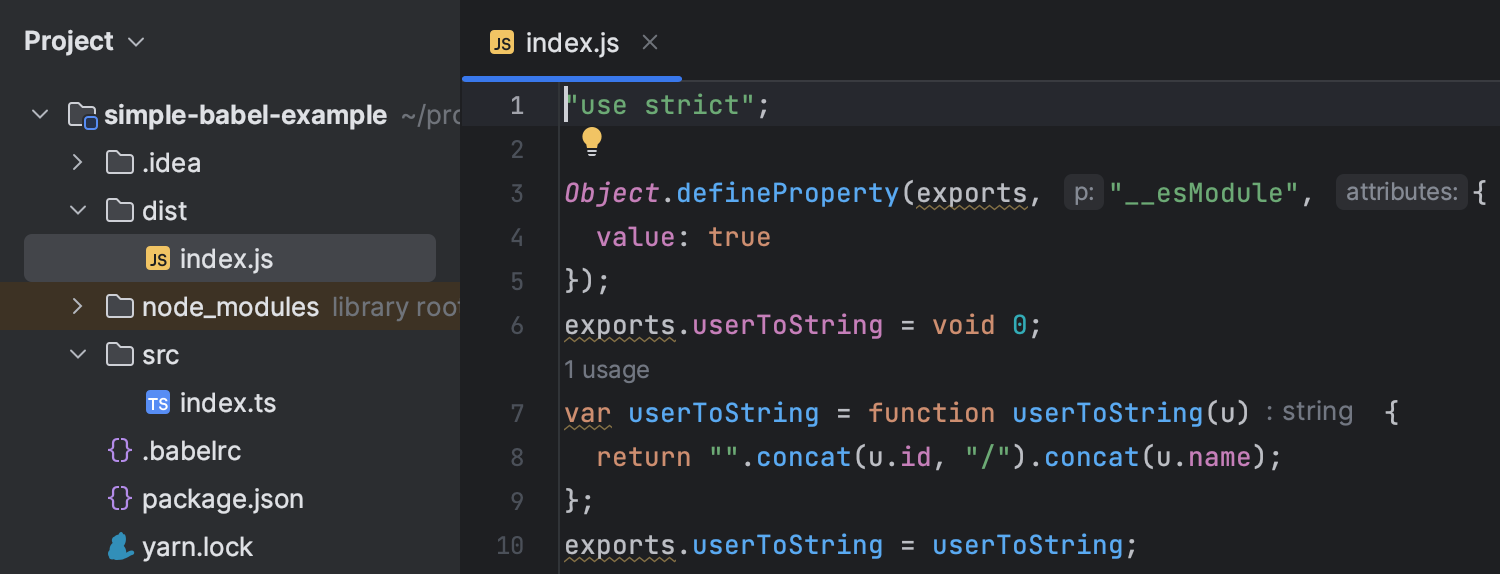 Project
simple-babel-example ~/pro
.idea
dist
JS index.js
node_modules library root
src
TS index.ts
{} .babelrc
{} package.json
yarn.lock
JS index.js
1 "use strict";
2
3 Object.defineProperty(exports, p: "__esModule", attributes: {
4   value: true
5 });
6 exports.userToString = void 0;
1 usage
7 var userToString = function userToString(u) : string {
8   return "".concat(u.id, "/").concat(u.name);
9 };
10 exports.userToString = userToString;